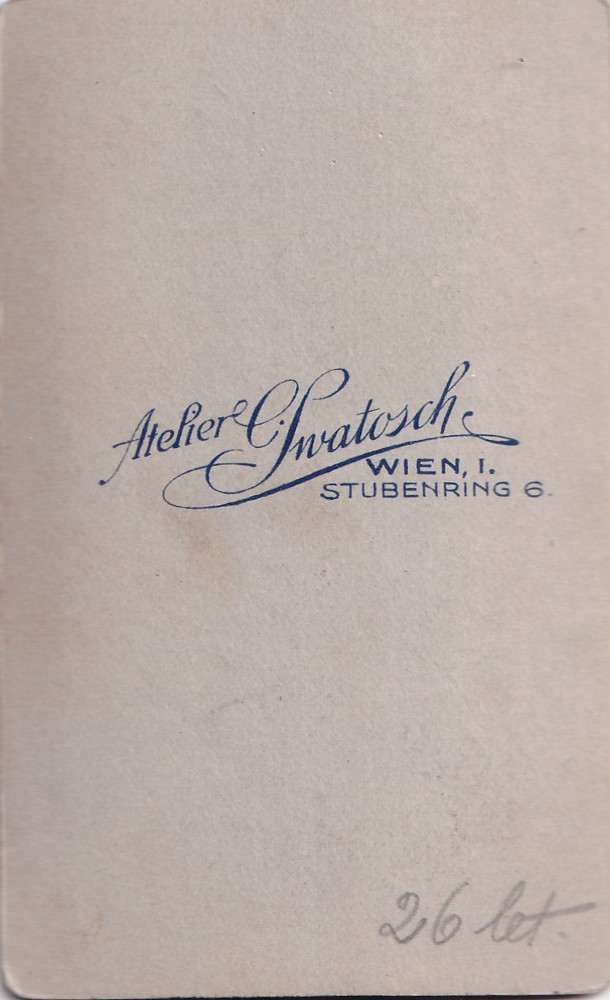 Atelier C. Swatosch.
WIEN, I.
STUBENRING 6.
26 let.